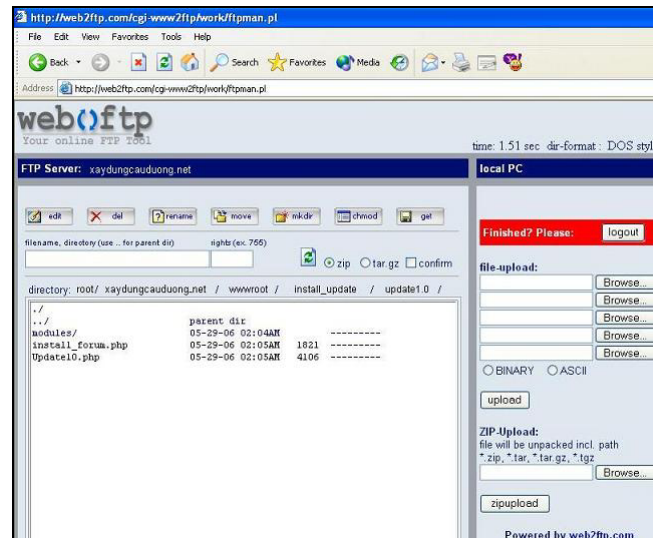 http://web2ftp.com/cgi-www2ftp/work/ftpman.pl
File Edit View Favorites Tools Help
Back Search Favorites Media
Address http://web2ftp.com/cgi-www2ftp/work/ftpman.pl
web ftp
Your online FTP TOOl
time: 1.51 sec dir-format : DOS styl
FTP Server: xaydungcauduong.net
local PC
edit del rename move mkdir chmod get
Finished? Please: logout
filename, directory (use .. for parent dir) rights (ex. 755)
zip tar.gz confirm
file-upload:
Browse...
Browse...
Browse...
Browse...
Browse...
BINARY ASCII
upload
directory: root/ xaydungcauduong.net / wwwroot / install_update / update1.0 /
./
../ parent dir
modules/ 05-29-06 02:04AM ---------
install_forum.php 05-29-06 02:05AM 1821 ---------
Update10.php 05-29-06 02:05AM 4106 ---------
ZIP-Upload:
file will be unpacked incl. path
*.zip, *.tar, *.tar.gz, *.tgz
Browse...
zipupload
Powered by web2ftp.com